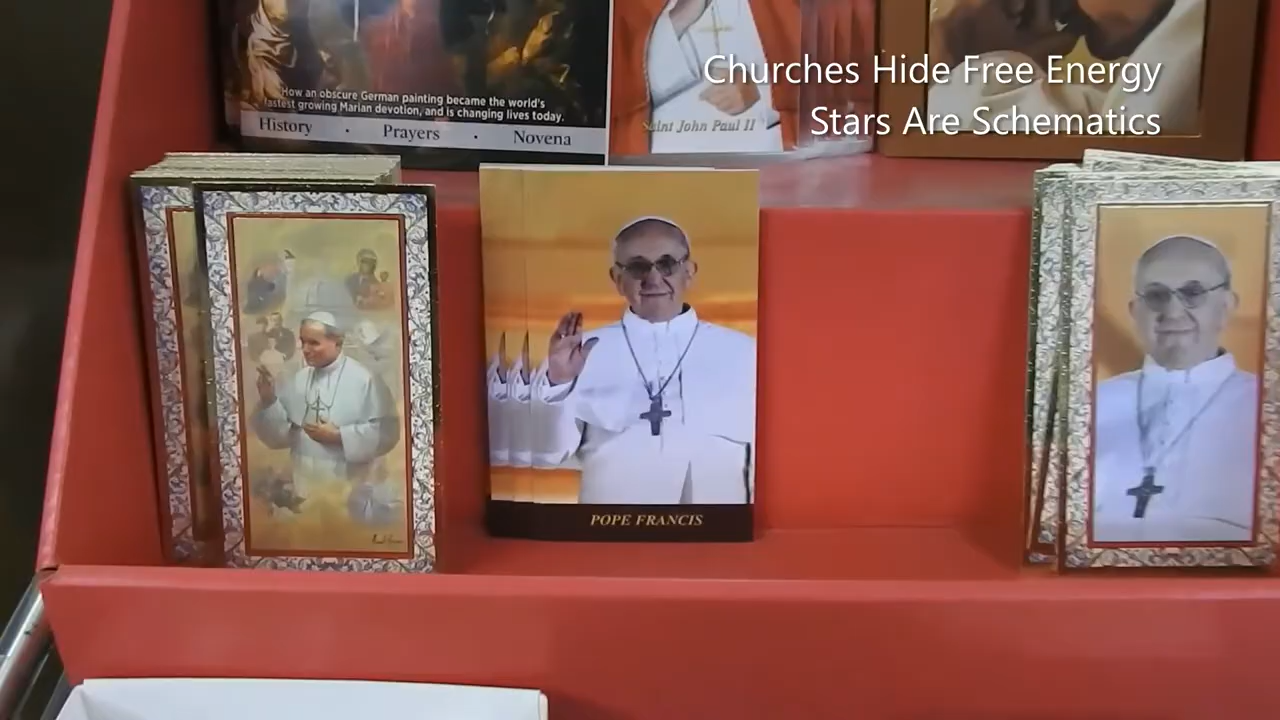 Churches Hide Free Energy
Stars Are Schematics
How an obscure German painting became the world's
fastest growing Marian devotion, and is changing lives today.
History · Prayers · Novena
Saint John Paul II
POPE FRANCIS